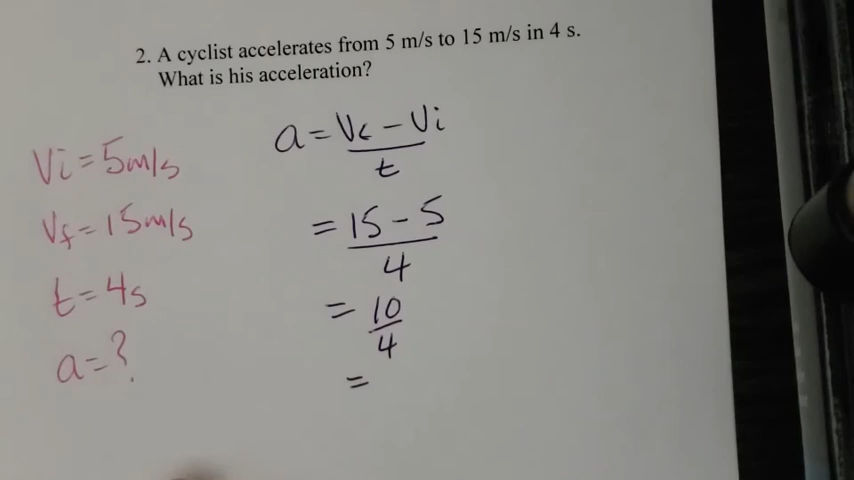 2. A cyclist accelerates from 5 m/s to 15 m/s in 4 s.
What is his acceleration?
Vi = 5m/s
Vf = 15m/s
t = 4s
a = ?
a = Vf - Vi
t
= 15 - 5
4
= 10
4
=